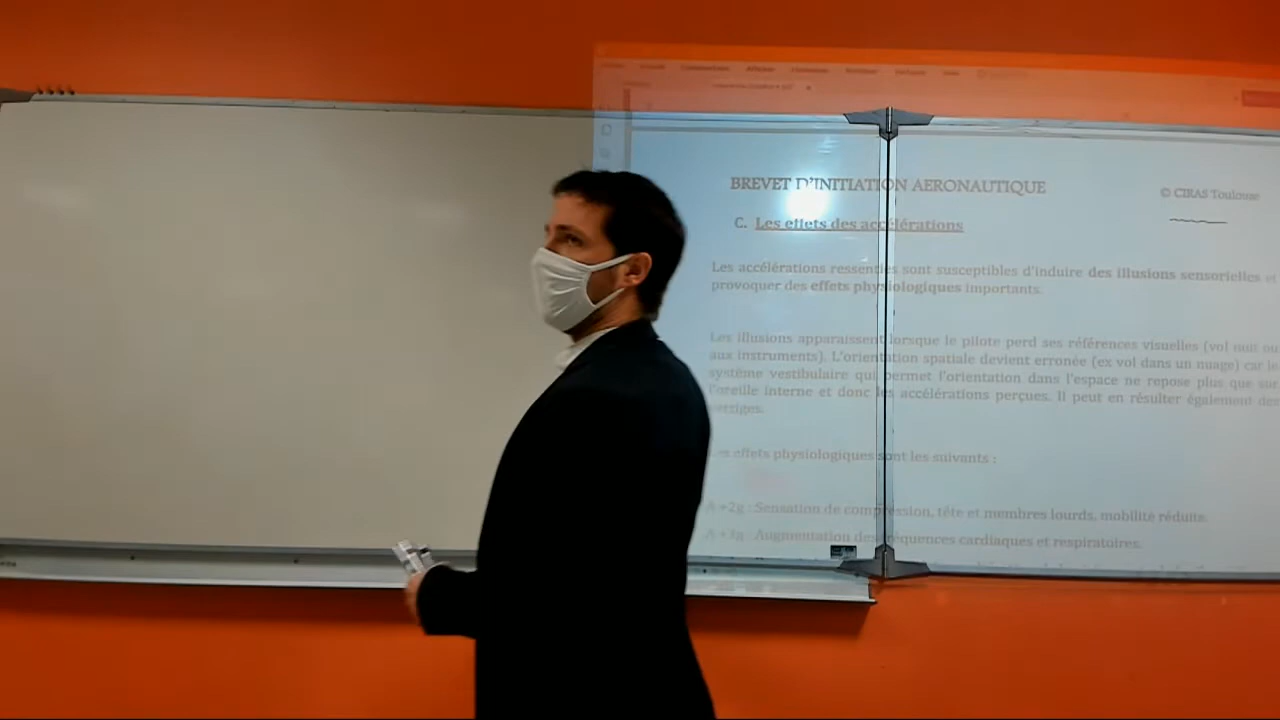 BREVET D'INITIATION AERONAUTIQUE
© CIRAS Toulouse
C. Les effets des accélérations
Les accélérations ressenties sont susceptibles d'induire des illusions sensorielles et
provoquer des effets physiologiques importants.
Les illusions apparaissent lorsque le pilote perd ses références visuelles (vol nuit ou
aux instruments). L'orientation spatiale devient erronée (ex vol dans un nuage) car le
système vestibulaire qui permet l'orientation dans l'espace ne repose plus que sur
l'oreille interne et donc les accélérations perçues. Il peut en résulter également des
vertiges.
Les effets physiologiques sont les suivants :
A +2g : Sensation de compression, tête et membres lourds, mobilité réduite.
Augmentation des fréquences cardiaques et respiratoires.